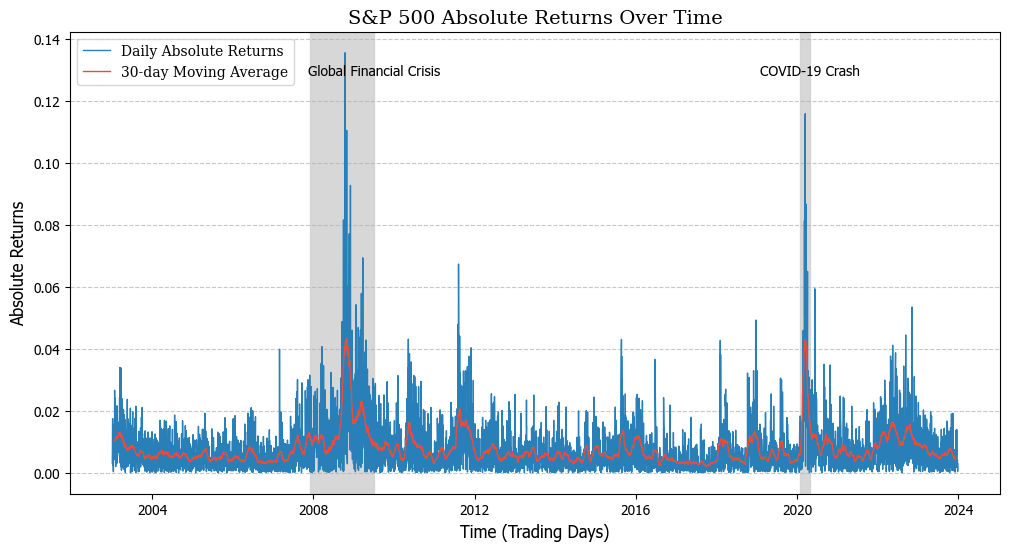 S&P 500 Absolute Returns Over Time
Daily Absolute Returns
30-day Moving Average
Global Financial Crisis
COVID-19 Crash
0.14
0.12
0.10
0.08
0.06
0.04
0.02
0.00
Absolute Returns
2004
2008
2012
2016
2020
2024
Time (Trading Days)